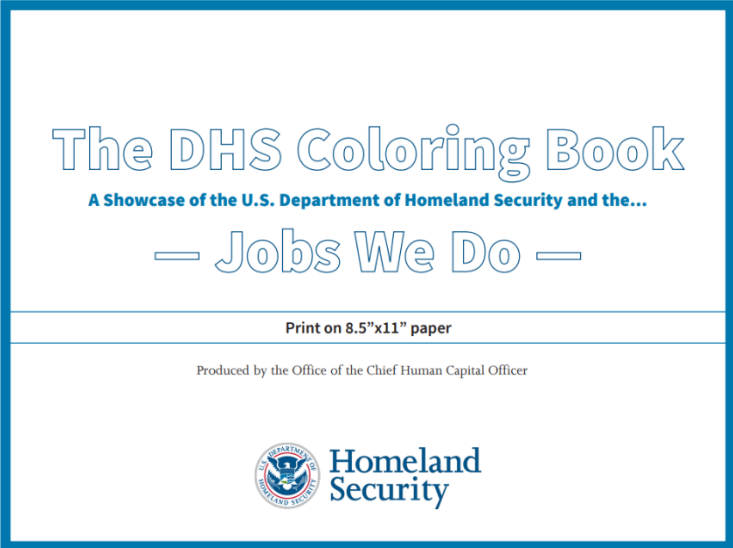 The DHS Coloring Book
A Showcase of the U.S. Department of Homeland Security and the...
— Jobs We Do —
Print on 8.5”x11” paper
Produced by the Office of the Chief Human Capital Officer
U.S. DEPARTMENT OF HOMELAND SECURITY
Homeland
Security